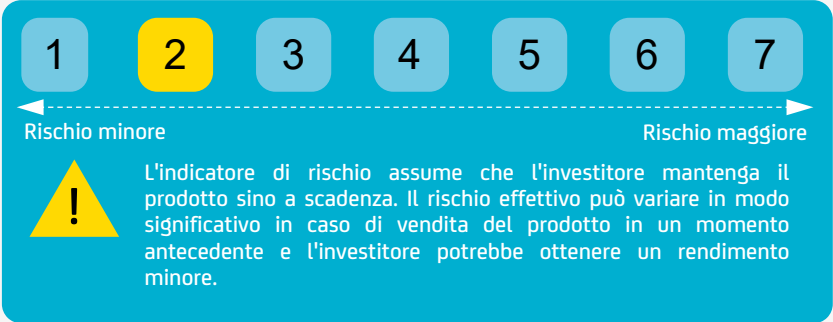 1 2 3 4 5 6 7
Rischio minore Rischio maggiore
!
L'indicatore di rischio assume che l'investitore mantenga il
prodotto sino a scadenza. Il rischio effettivo può variare in modo
significativo in caso di vendita del prodotto in un momento
antecedente e l'investitore potrebbe ottenere un rendimento
minore.